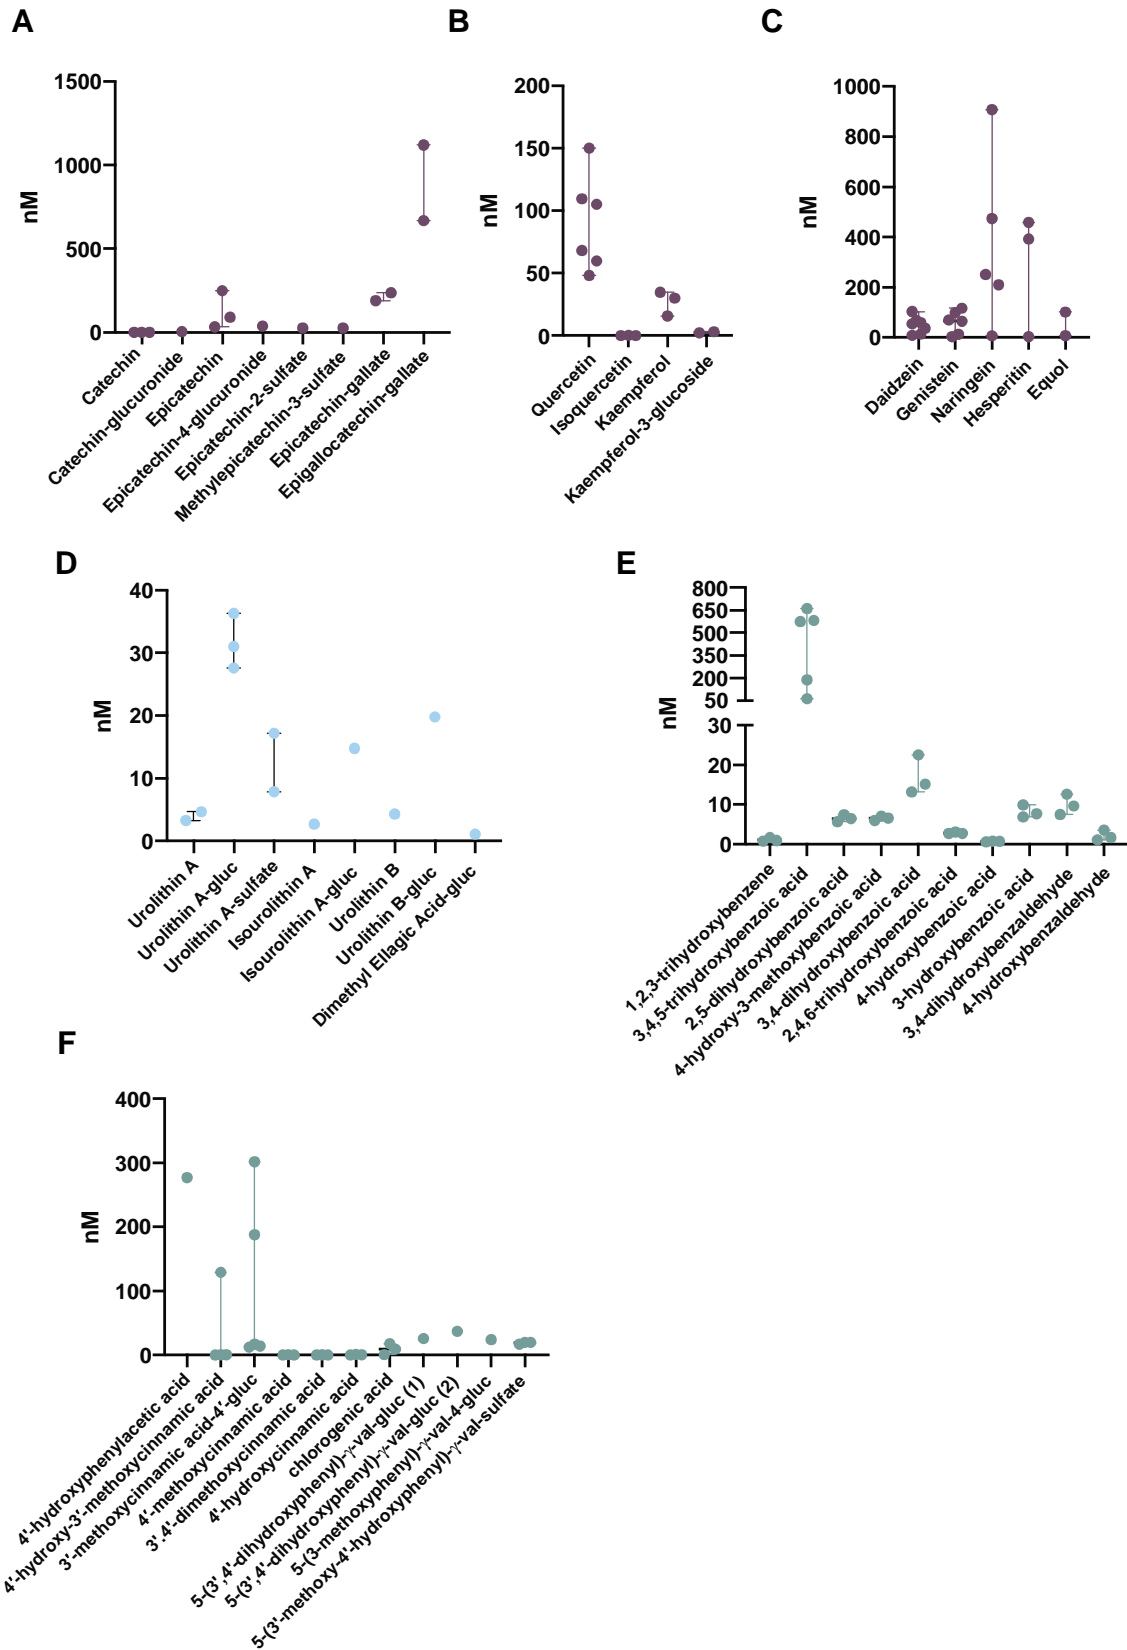 A
1500
1000
500
0
nM
Catechin
Catechin-glucuronide
Epicatechin
Epicatechin-4-glucuronide
Epicatechin-2-sulfate
Methylepicatechin-3-sulfate
Epicatechin-gallate
Epigallocatechin-gallate
B
200
150
100
50
0
nM
Quercetin
Isoquercetin
Kaempferol
Kaempferol-3-glucoside
C
1000
800
600
400
200
0
nM
Daidzein
Genistein
Naringein
Hesperitin
Equol
D
40
30
20
10
0
nM
Urolithin A
Urolithin A-gluc
Urolithin A-sulfate
Isourolithin A
Isourolithin A-gluc
Urolithin B
Urolithin B-gluc
Dimethyl Ellagic Acid-gluc
E
800
650
500
350
200
50
30
20
10
0
nM
1,2,3-trihydroxybenzene
3,4,5-trihydroxybenzoic acid
2,5-dihydroxybenzoic acid
4-hydroxy-3-methoxybenzoic acid
3,4-dihydroxybenzoic acid
2,4,6-trihydroxybenzoic acid
4-hydroxybenzoic acid
3-hydroxybenzoic acid
3,4-dihydroxybenzaldehyde
4-hydroxybenzaldehyde
F
400
300
200
100
0
nM
4'-hydroxyphenylacetic acid
4'-hydroxy-3'-methoxycinnamic acid
3'-methoxycinnamic acid-4'-gluc
4'-methoxycinnamic acid
3'.4'-dimethoxycinnamic acid
4'-hydroxycinnamic acid
chlorogenic acid
5-(3',4'-dihydroxyphenyl)-γ-val-gluc (1)
5-(3',4'-dihydroxyphenyl)-γ-val-gluc (2)
5-(3-methoxyphenyl)-γ-val-4-gluc
5-(3'-methoxy-4'-hydroxyphenyl)-γ-val-sulfate